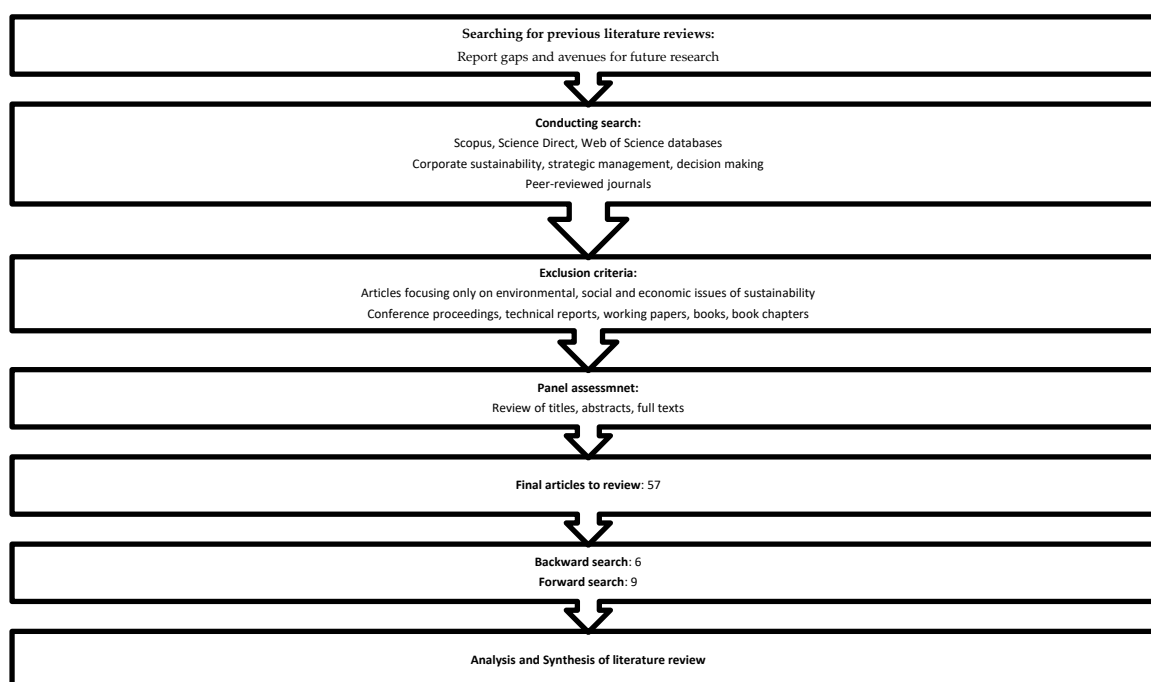 Searching for previous literature reviews:
Report gaps and avenues for future research
Conducting search:
Scopus, Science Direct, Web of Science databases
Corporate sustainability, strategic management, decision making
Peer-reviewed journals
Exclusion criteria:
Articles focusing only on environmental, social and economic issues of sustainability
Conference proceedings, technical reports, working papers, books, book chapters
Panel assessmnet:
Review of titles, abstracts, full texts
Final articles to review: 57
Backward search: 6
Forward search: 9
Analysis and Synthesis of literature review